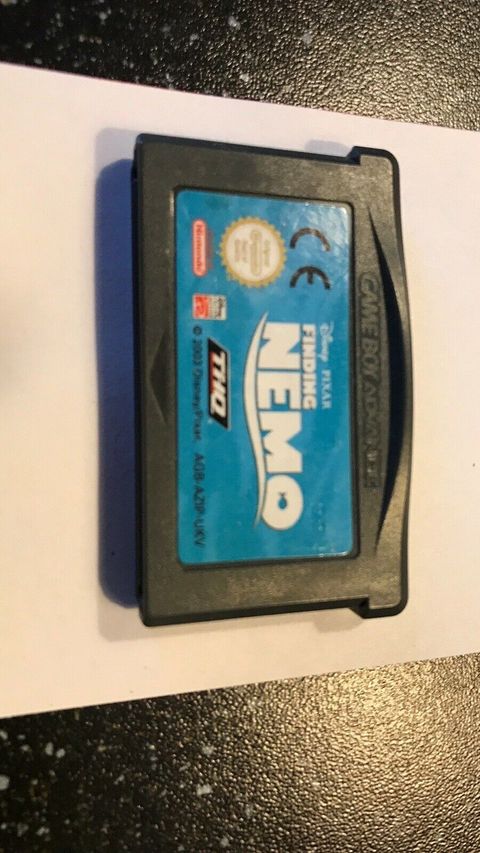 GAME BOY ADVANCE
CE
Disney PIXAR
FINDING
NEMO
Nintendo
THQ
© 2003 Disney/Pixar. AGB-AZIP-UKV